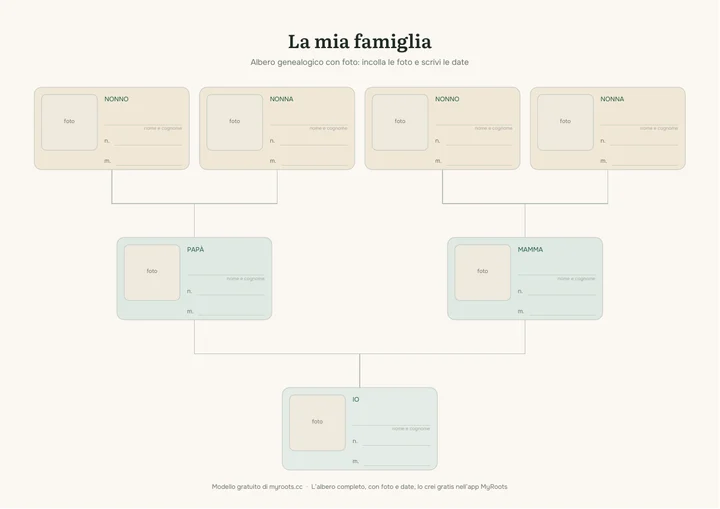 La mia famiglia
Albero genealogico con foto: incolla le foto e scrivi le date
NONNO
foto
nome e cognome
n.
m.
NONNA
foto
nome e cognome
n.
m.
NONNO
foto
nome e cognome
n.
m.
NONNA
foto
nome e cognome
n.
m.
PAPÀ
foto
nome e cognome
n.
m.
MAMMA
foto
nome e cognome
n.
m.
IO
foto
nome e cognome
n.
m.
Modello gratuito di myroots.cc · L'albero completo, con foto e date, lo crei gratis nell'app MyRoots